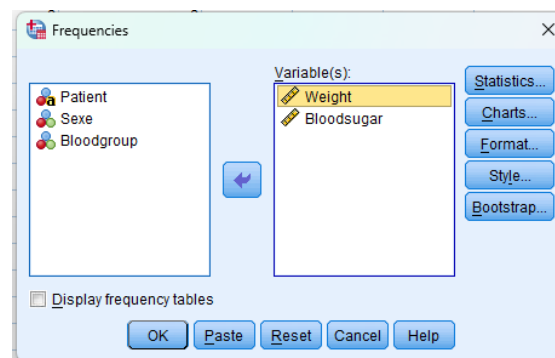 Frequencies
Variable(s):
Patient
Sexe
Bloodgroup
Weight
Bloodsugar
Statistics...
Charts...
Format...
Style...
Bootstrap...
Display frequency tables
OK
Paste
Reset
Cancel
Help